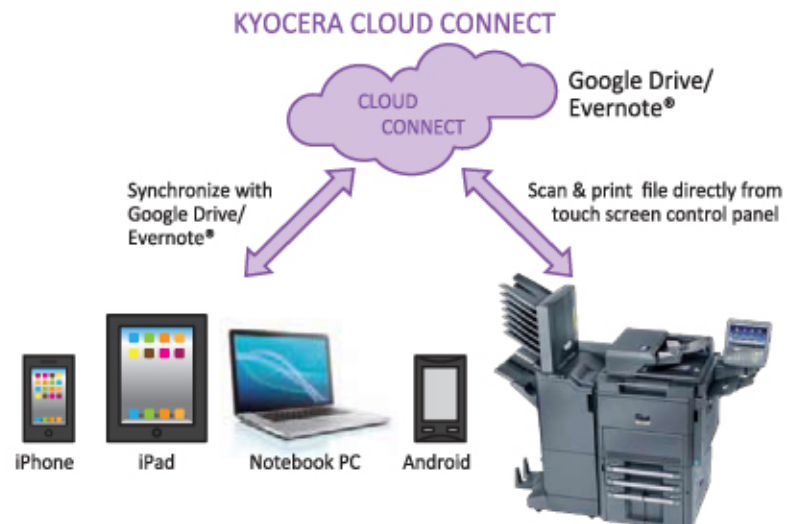 KYOCERA CLOUD CONNECT
CLOUD
CONNECT
Google Drive/
Evernote®
Synchronize with
Google Drive/
Evernote®
Scan & print file directly from
touch screen control panel
iPhone
iPad
Notebook PC
Android